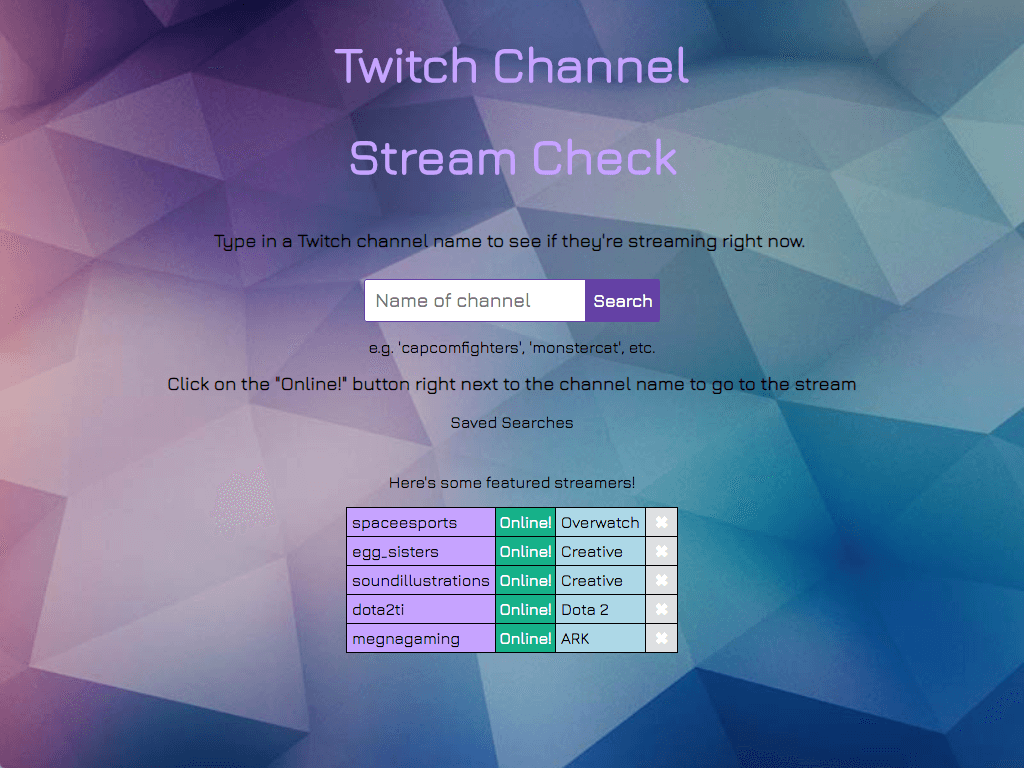 Twitch Channel
Stream Check
Type in a Twitch channel name to see if they're streaming right now.
Name of channel Search
e.g. 'capcomfighters', 'monstercat', etc.
Click on the "Online!" button right next to the channel name to go to the stream
Saved Searches
Here's some featured streamers!
spaceesports Online! Overwatch ✖
egg_sisters Online! Creative ✖
soundillustrations Online! Creative ✖
dota2ti Online! Dota 2 ✖
megnagaming Online! ARK ✖